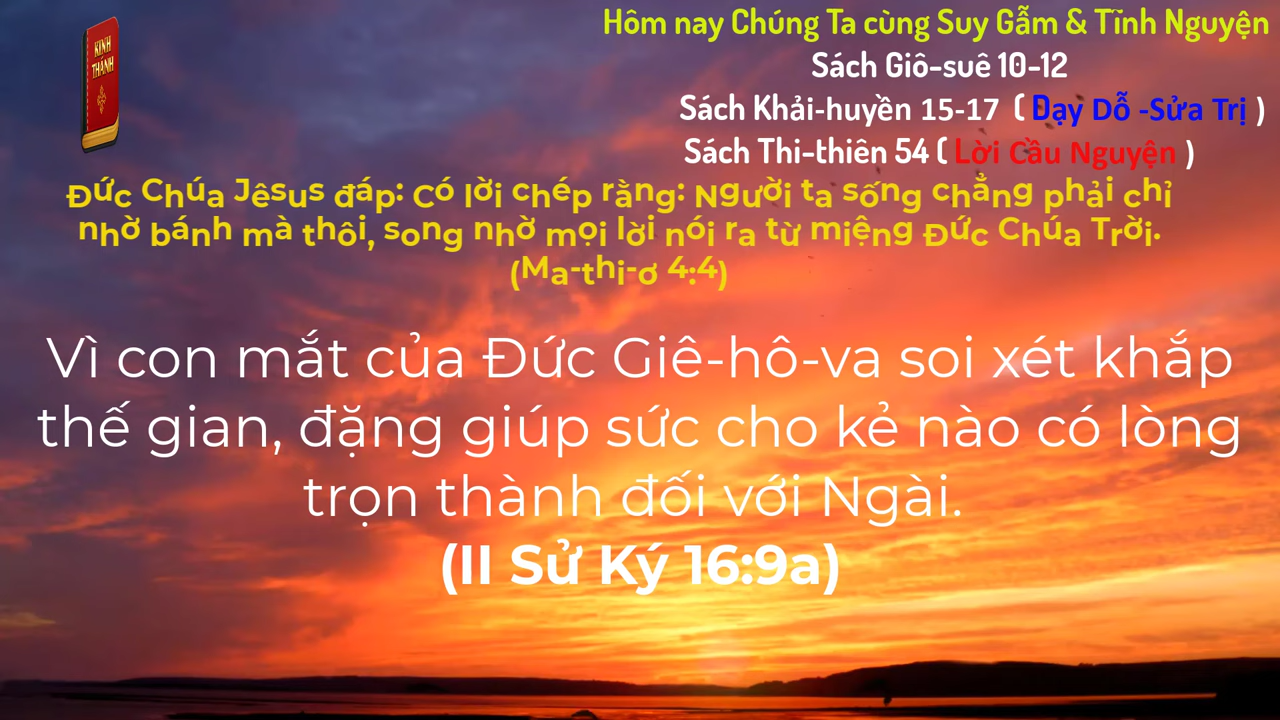 KINH
THÁNH
Hôm nay Chúng Ta cùng Suy Gẫm & Tĩnh Nguyện
Sách Giô-suê 10-12
Sách Khải-huyền 15-17 ( Dạy Dỗ -Sửa Trị )
Sách Thi-thiên 54 ( Lời Cầu Nguyện )
Đức Chúa Jêsus đáp: Có lời chép rằng: Người ta sống chẳng phải chỉ
nhờ bánh mà thôi, song nhờ mọi lời nói ra từ miệng Đức Chúa Trời.
(Ma-thi-ơ 4:4)
Vì con mắt của Đức Giê-hô-va soi xét khắp
thế gian, đặng giúp sức cho kẻ nào có lòng
trọn thành đối với Ngài.
(II Sử Ký 16:9a)